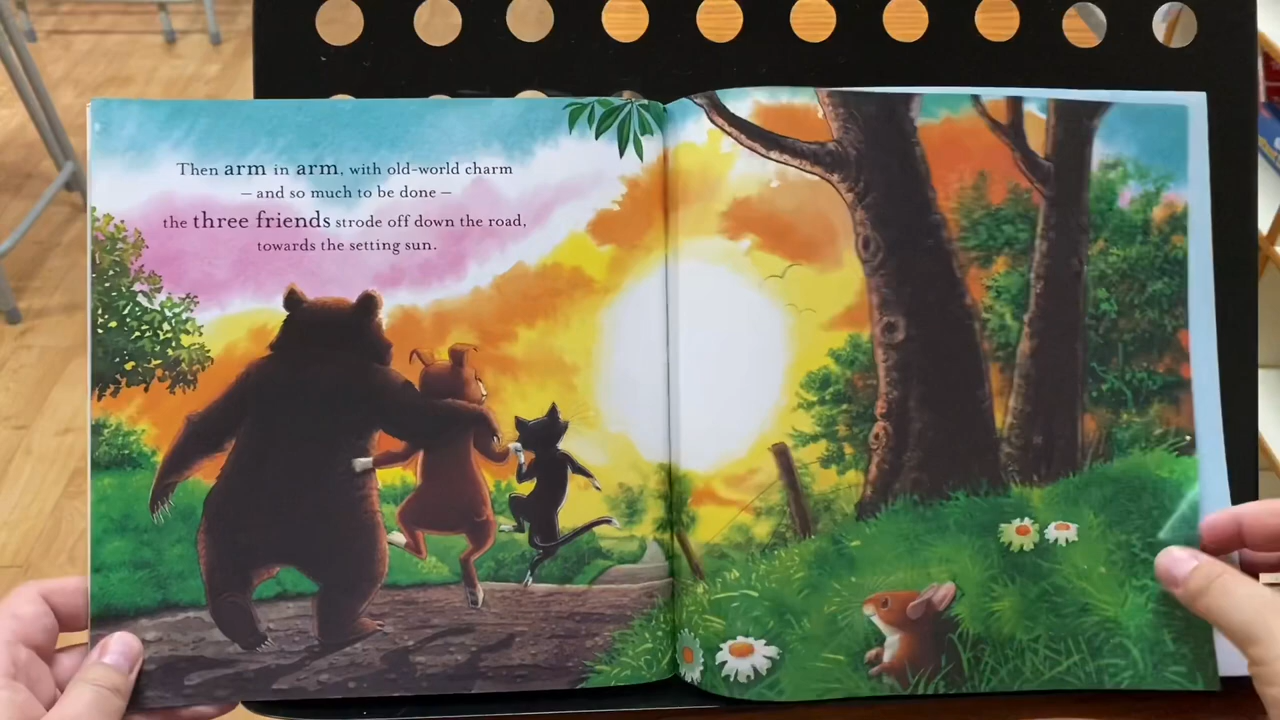 Then arm in arm, with old-world charm
– and so much to be done –
the three friends strode off down the road,
towards the setting sun.